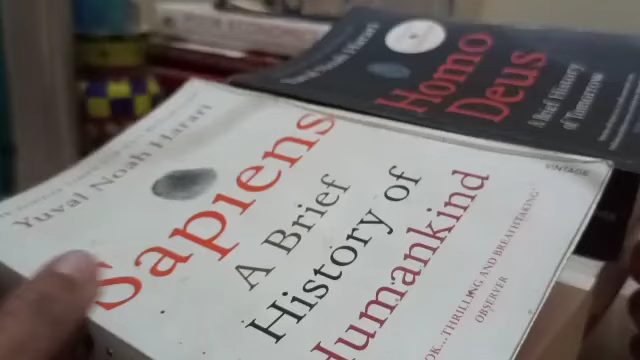 Yuval Noah Harari
Sapiens
A Brief
History of
Humankind
VINTAGE
OK... THRILLING AND BREATHTAKING'
OBSERVER
Noah Harari
Homo
Deus
A Brief History
of Tomorrow